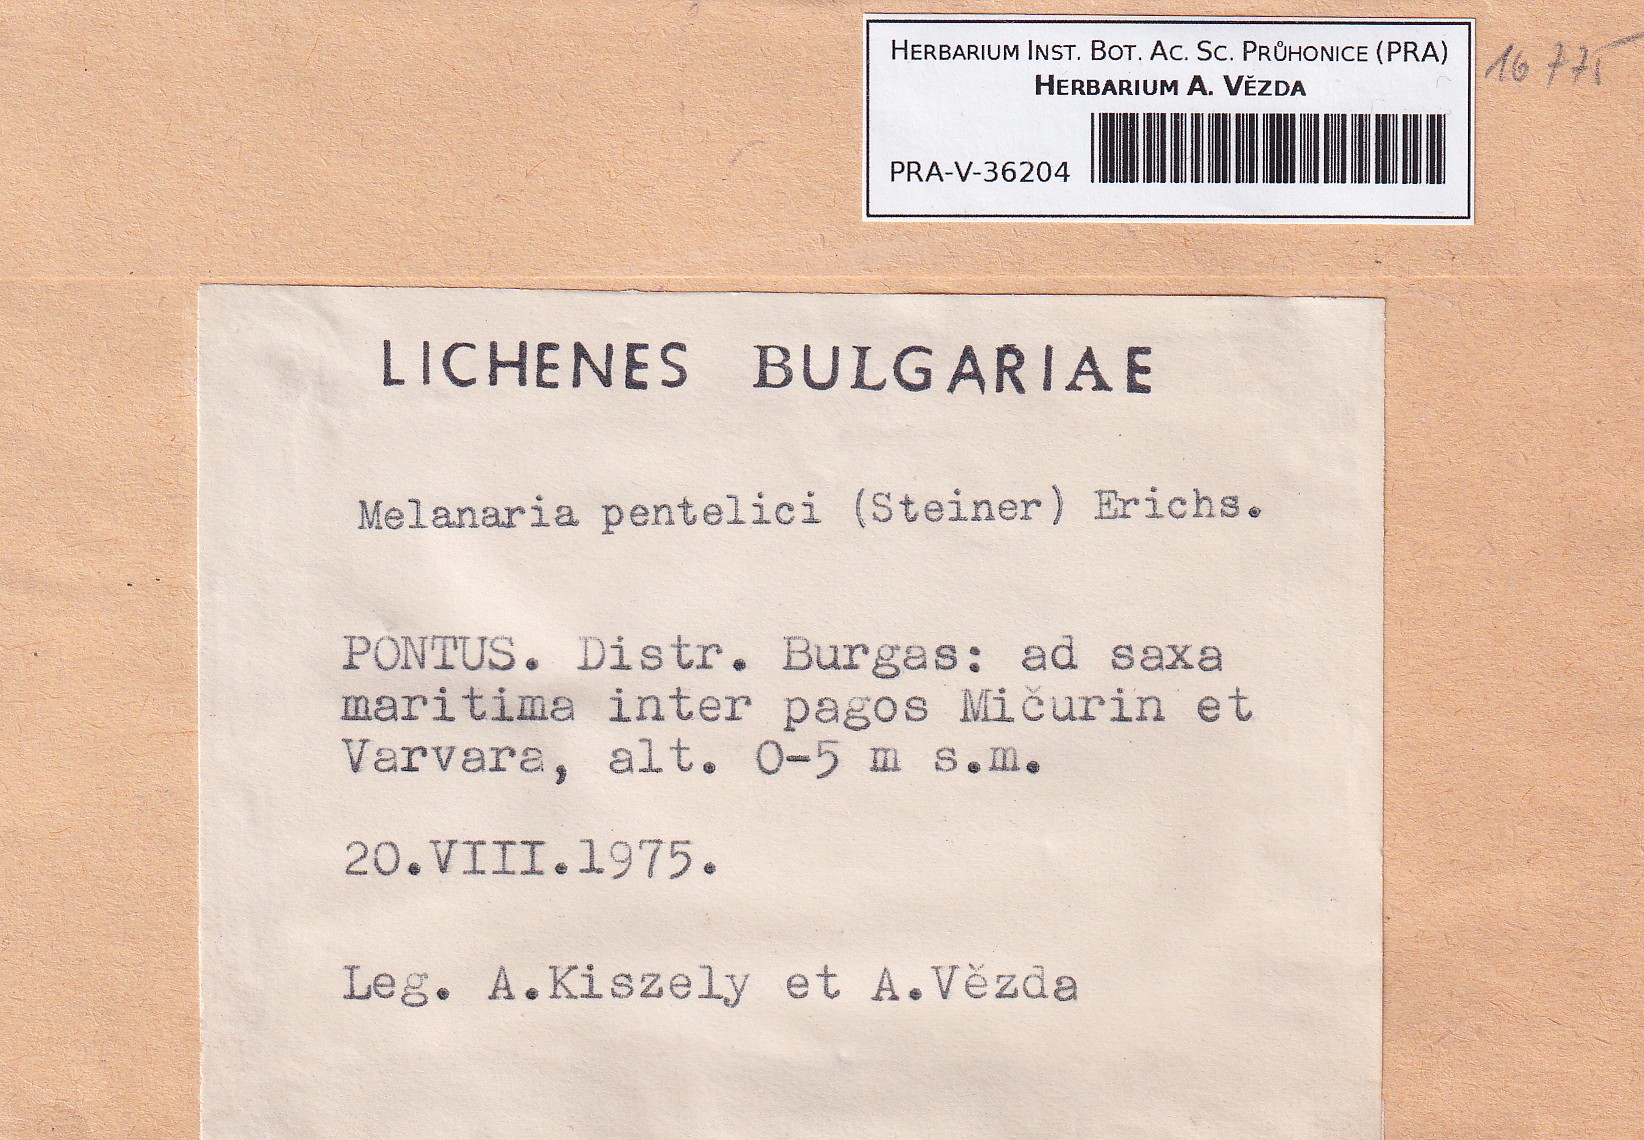 HERBARIUM INST. BOT. AC. SC. PRŮHONICE (PRA)
HERBARIUM A. VĚZDA
PRA-V-36204
16 775
LICHENES BULGARIAE
Melanaria pentelici (Steiner) Erichs.
PONTUS. Distr. Burgas: ad saxa
maritima inter pagos Mičurin et
Varvara, alt. 0-5 m s.m.
20.VIII.1975.
Leg. A.Kiszely et A.Vězda